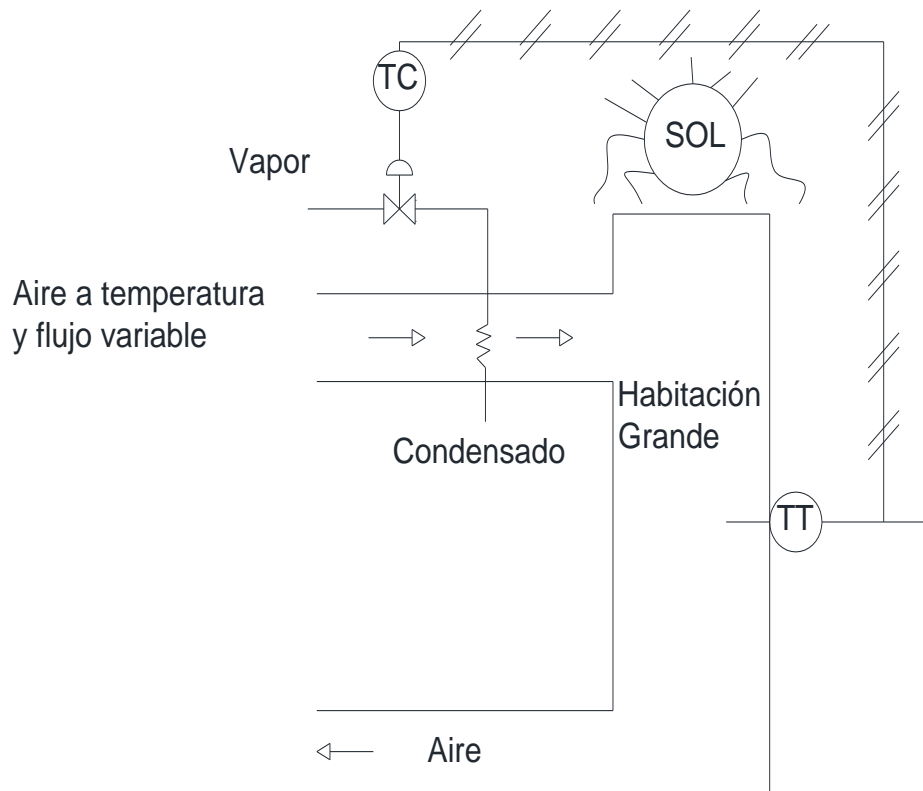 TC
SOL
Vapor
Aire a temperatura
y flujo variable
Habitación
Grande
Condensado
TT
Aire